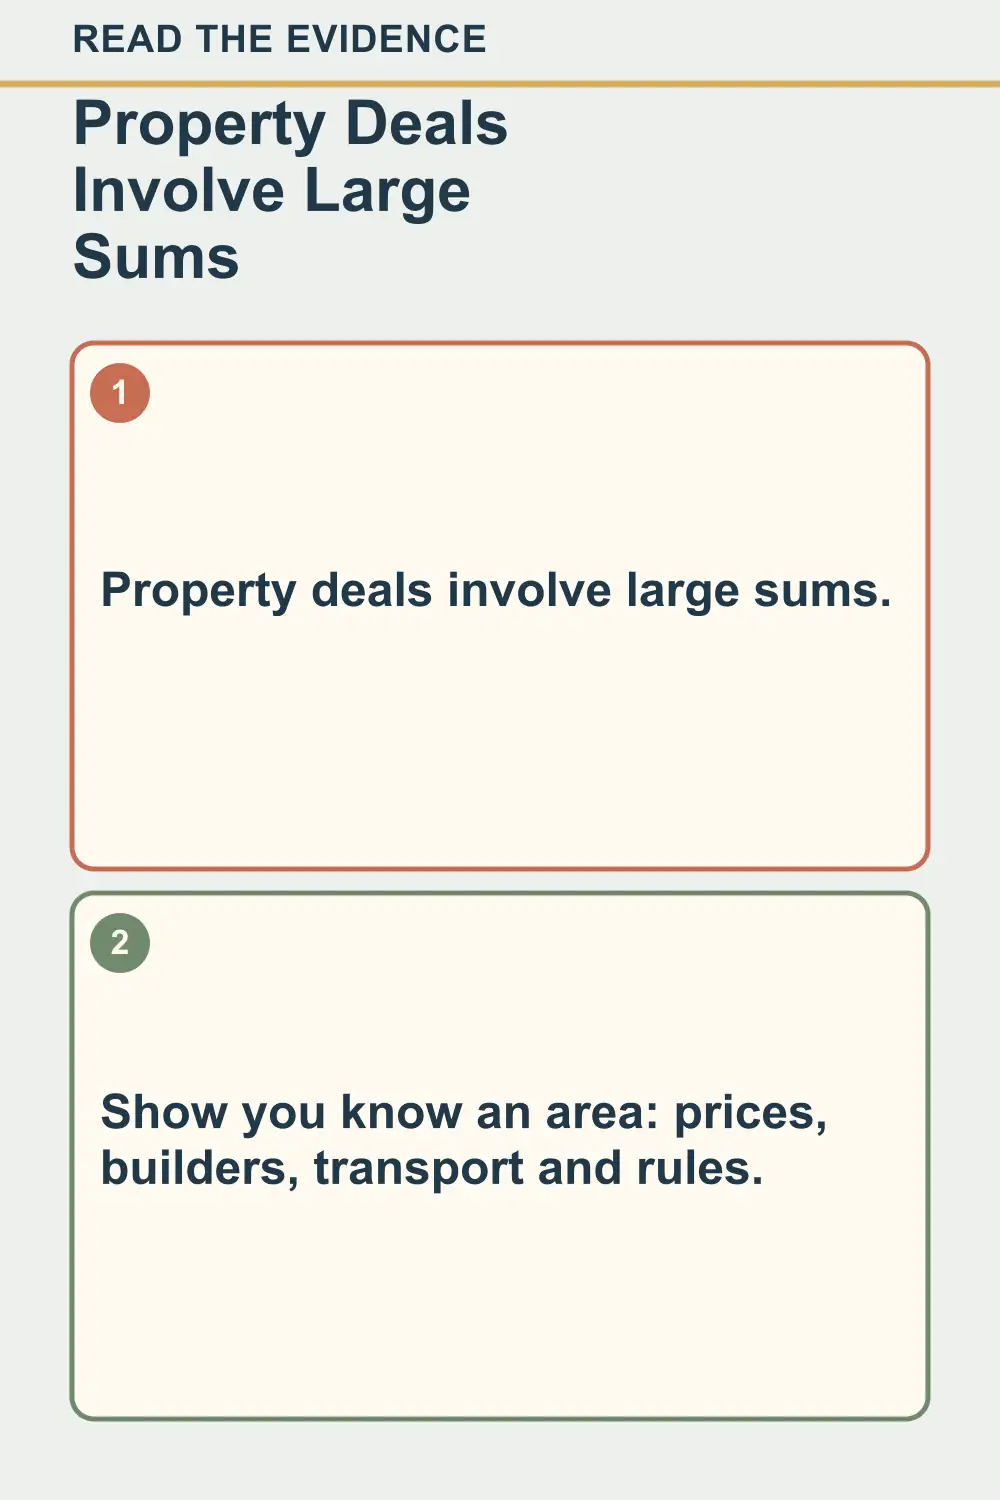 READ THE EVIDENCE
Property Deals
Involve Large
Sums
1
Property deals involve large sums.
2
Show you know an area: prices,
builders, transport and rules.